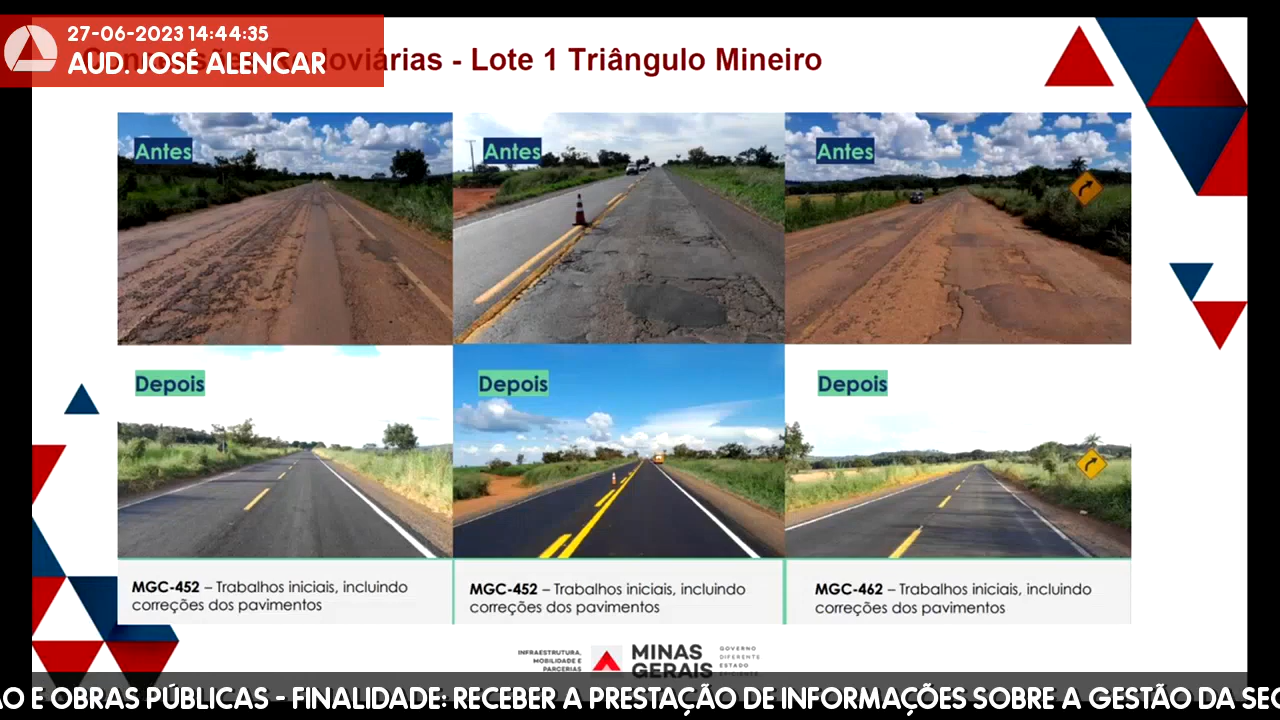 27-06-2023 14:44:35
AUD. JOSÉ ALENCAR
Rodoviárias - Lote 1 Triângulo Mineiro
Antes
Antes
Antes
Depois
Depois
Depois
MGC-452 – Trabalhos iniciais, incluindo
correções dos pavimentos
MGC-452 – Trabalhos iniciais, incluindo
correções dos pavimentos
MGC-462 – Trabalhos iniciais, incluindo
correções dos pavimentos
INFRAESTRUTURA,
MOBILIDADE E
PARCERIAS
MINAS
GERAIS
GOVERNO
DIFERENTE
ESTADO
EFICIENTE
E OBRAS PÚBLICAS - FINALIDADE: RECEBER A PRESTAÇÃO DE INFORMAÇÕES SOBRE A GESTÃO DA